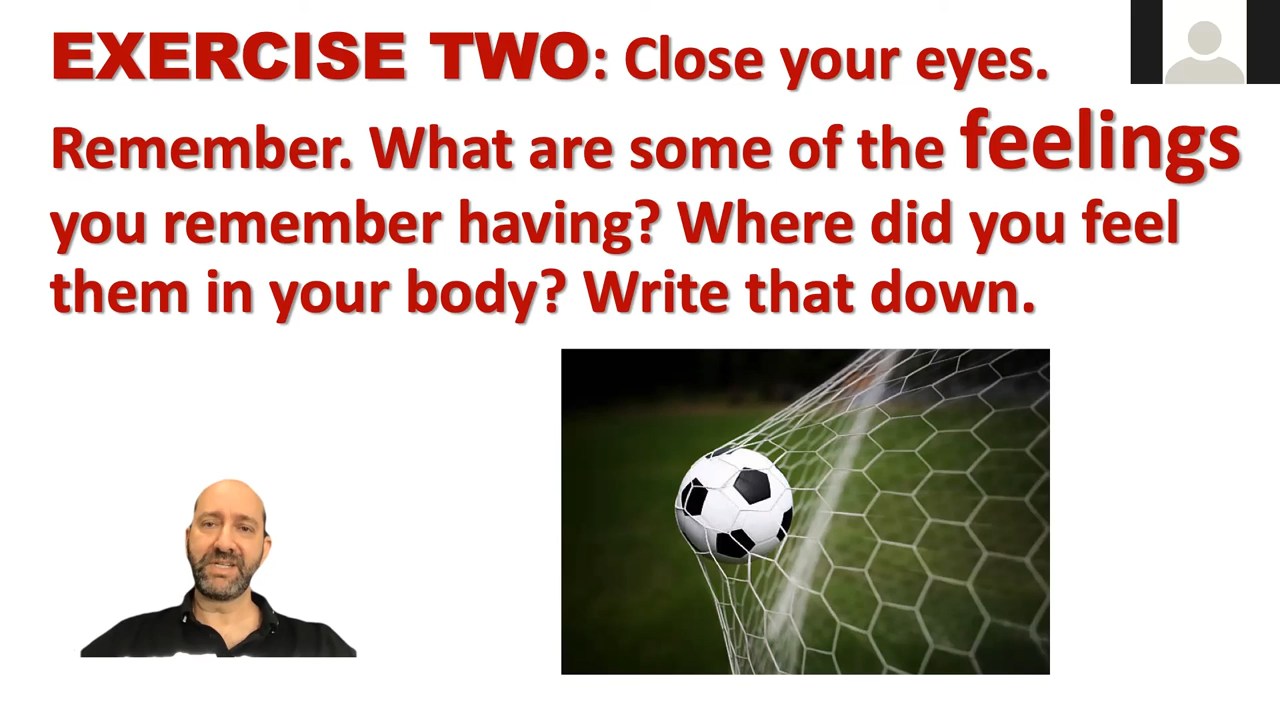 EXERCISE TWO: Close your eyes.
Remember. What are some of the feelings
you remember having? Where did you feel
them in your body? Write that down.